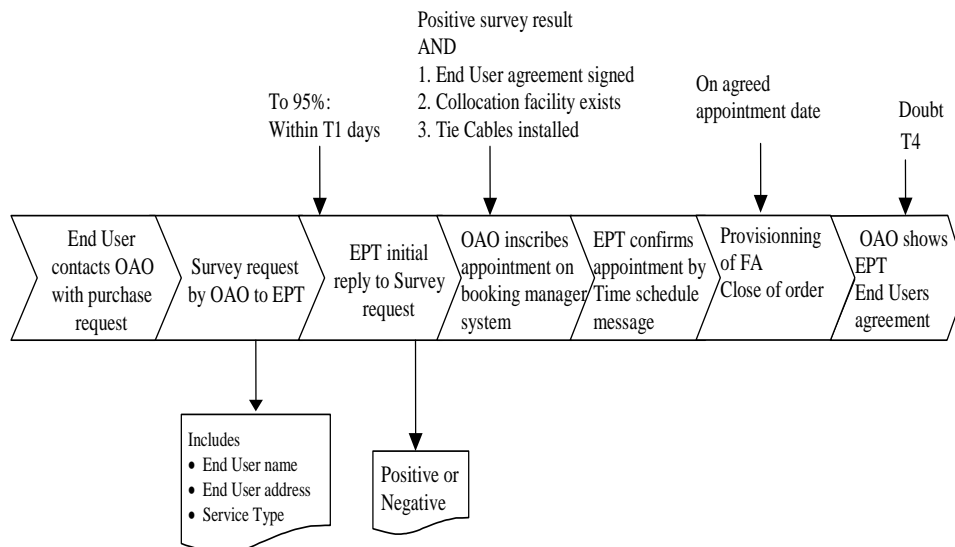 Positive survey result
AND
1. End User agreement signed
2. Collocation facility exists
3. Tie Cables installed
To 95%:
Within T1 days
On agreed
appointment date
Doubt
T4
End User
contacts OAO
with purchase
request
Survey request
by OAO to EPT
EPT initial
reply to Survey
request
OAO inscribes
appointment on
booking manager
system
EPT confirms
appointment by
Time schedule
message
Provisionning
of FA
Close of order
OAO shows
EPT
End Users
agreement
Includes
• End User name
• End User address
• Service Type
Positive or
Negative